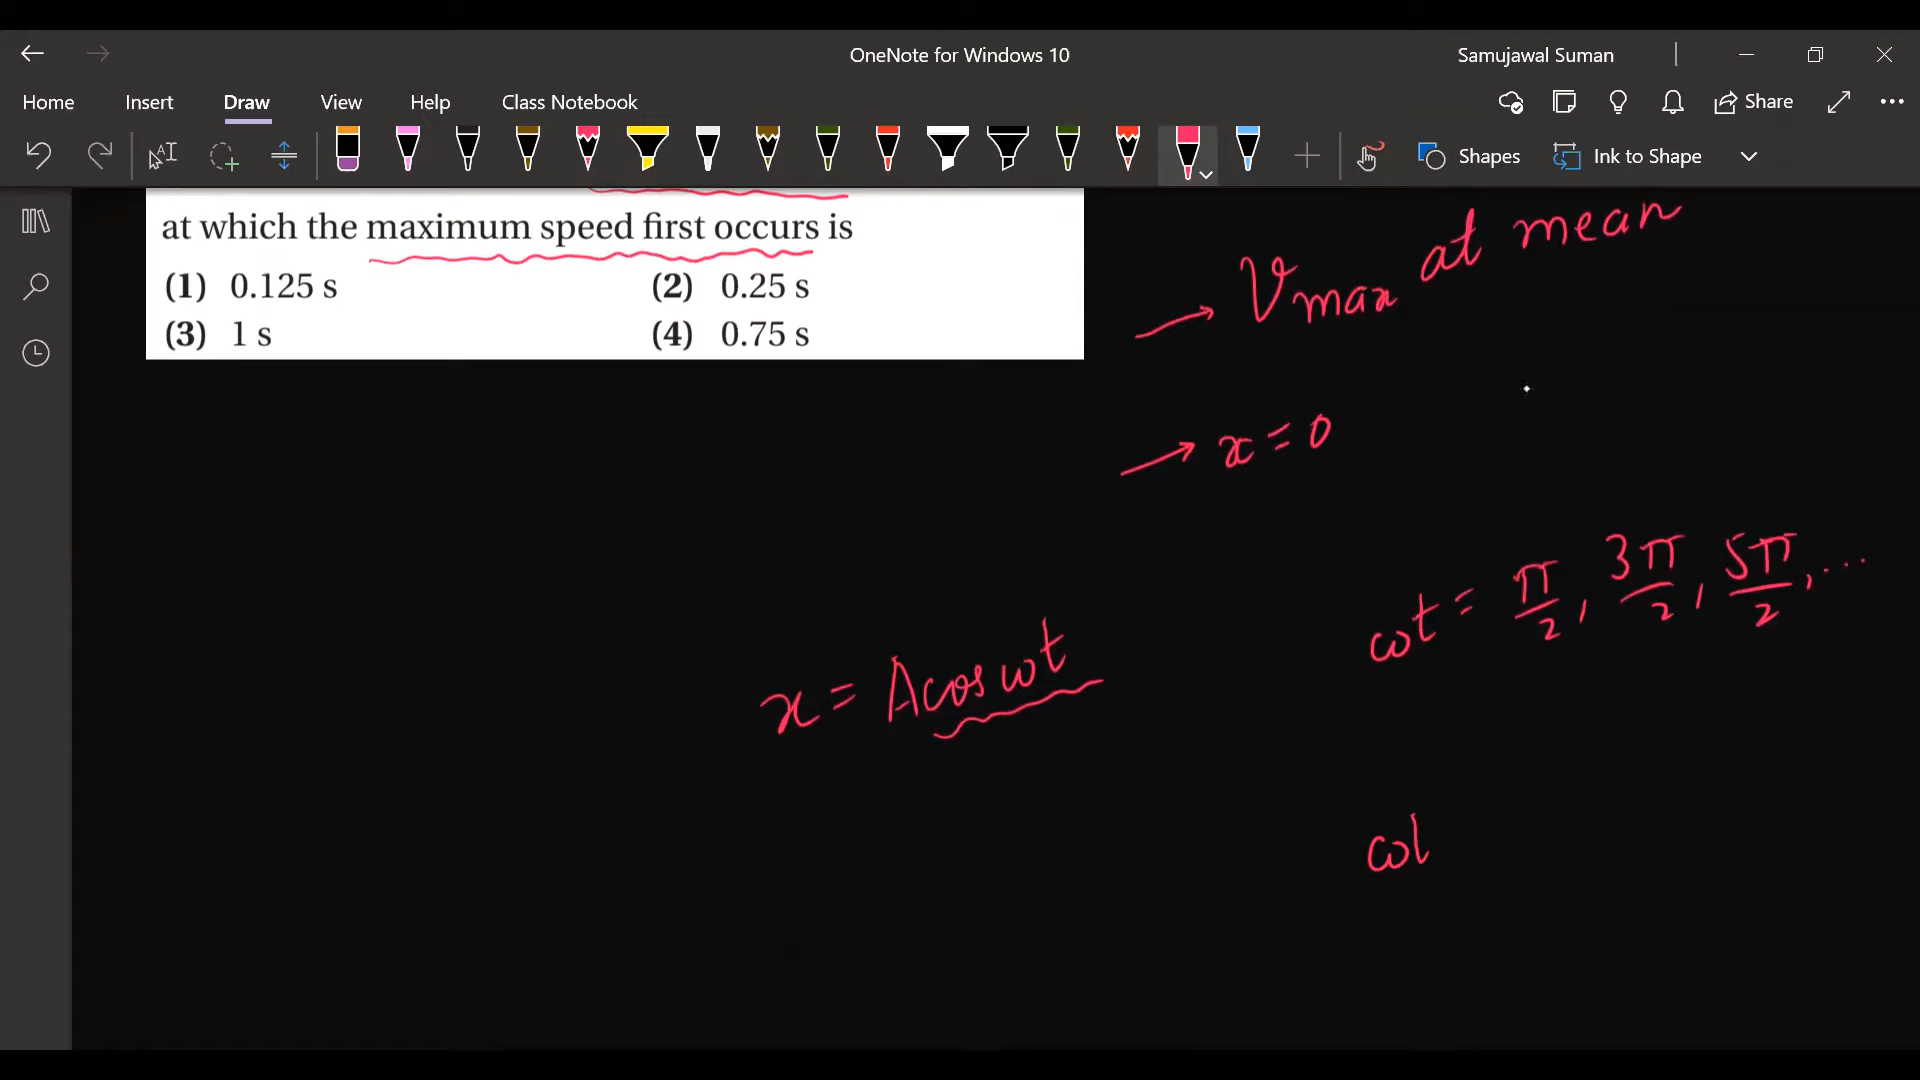 OneNote for Windows 10
Samujawal Suman
Home Insert Draw View Help Class Notebook
Share
Shapes Ink to Shape
at which the maximum speed first occurs is
(1) 0.125 s (2) 0.25 s
(3) 1 s (4) 0.75 s
→ Vmax at mean
→ x = 0
ωt = π/2, 3π/2, 5π/2, ...
x = A cos ωt
ωl